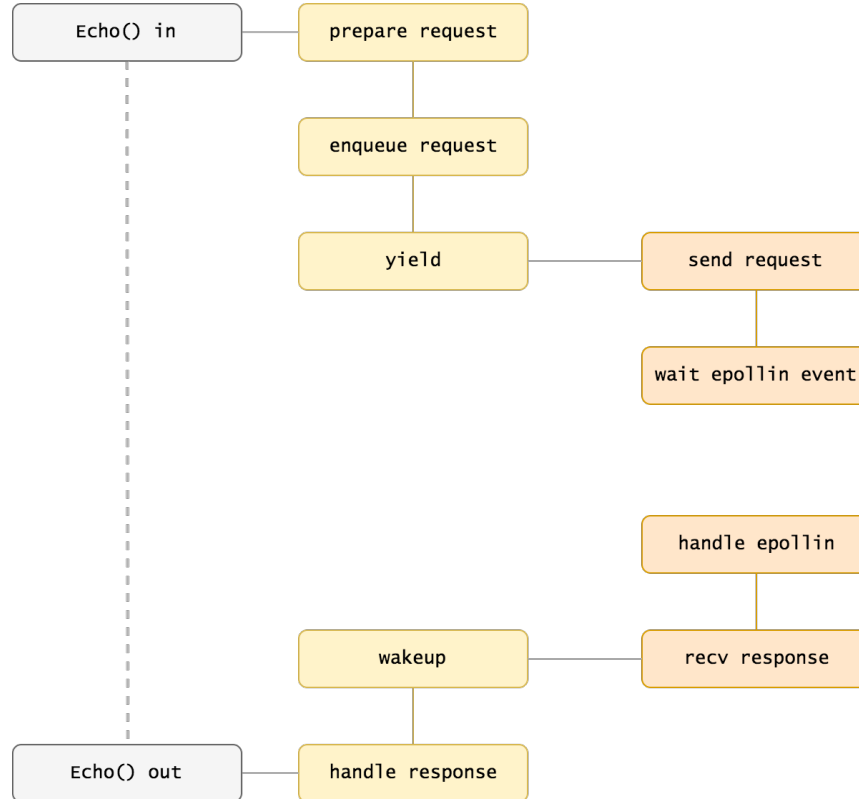 Echo() in
prepare request
enqueue request
yield
send request
wait epollin event
handle epollin
wakeup
recv response
Echo() out
handle response